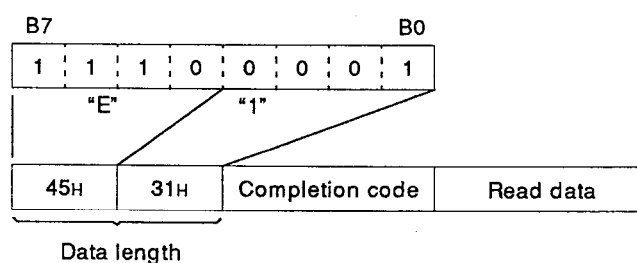 B7 B0
1 1 1 0 0 0 0 1
“E” “1”
45H 31H Completion code Read data
Data length